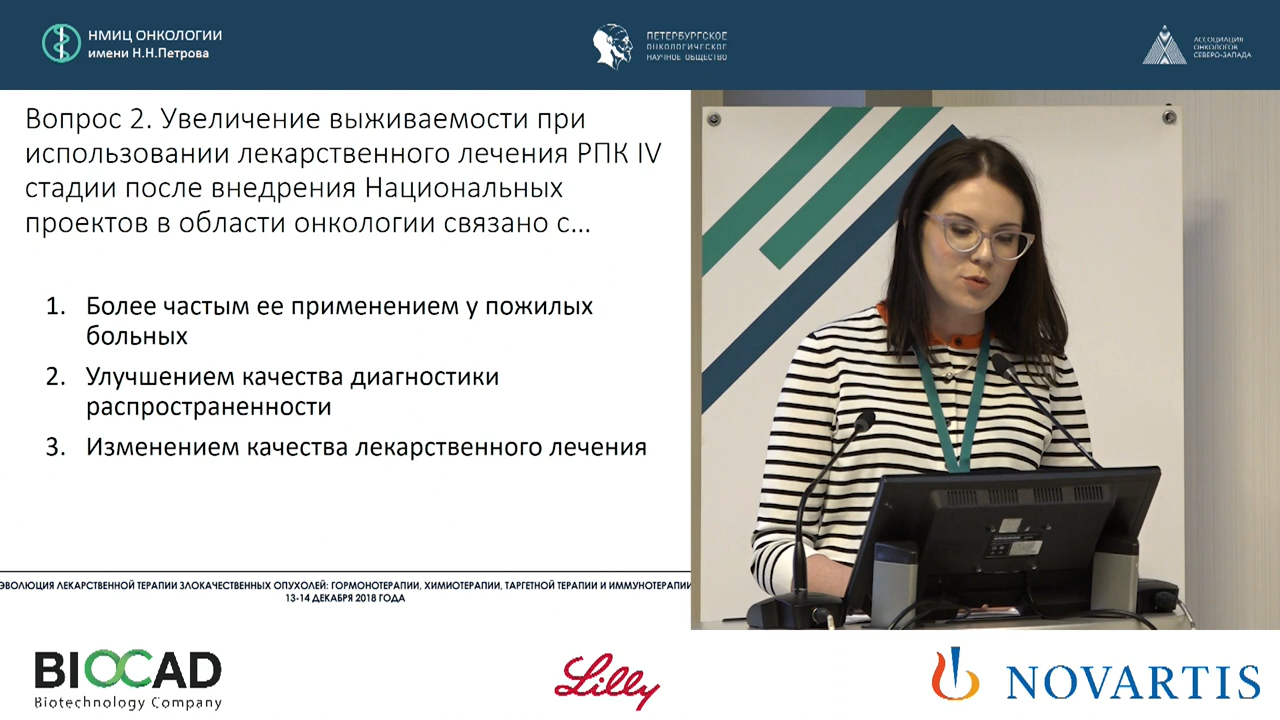 НМИЦ ОНКОЛОГИИ
имени Н.Н.Петрова
ПЕТЕРБУРГСКОЕ
ОНКОЛОГИЧЕСКОЕ
НАУЧНОЕ ОБЩЕСТВО
АССОЦИАЦИЯ
ОНКОЛОГОВ
СЕВЕРО-ЗАПАДА
Вопрос 2. Увеличение выживаемости при
использовании лекарственного лечения РПК IV
стадии после внедрения Национальных
проектов в области онкологии связано с...
1. Более частым ее применением у пожилых
больных
2. Улучшением качества диагностики
распространенности
3. Изменением качества лекарственного лечения
ЭВОЛЮЦИЯ ЛЕКАРСТВЕННОЙ ТЕРАПИИ ЗЛОКАЧЕСТВЕННЫХ ОПУХОЛЕЙ: ГОРМОНОТЕРАПИИ, ХИМИОТЕРАПИИ, ТАРГЕТНОЙ ТЕРАПИИ И ИММУНОТЕРАПИИ
13-14 ДЕКАБРЯ 2018 ГОДА
BIOCAD
Biotechnology Company
Lilly
NOVARTIS